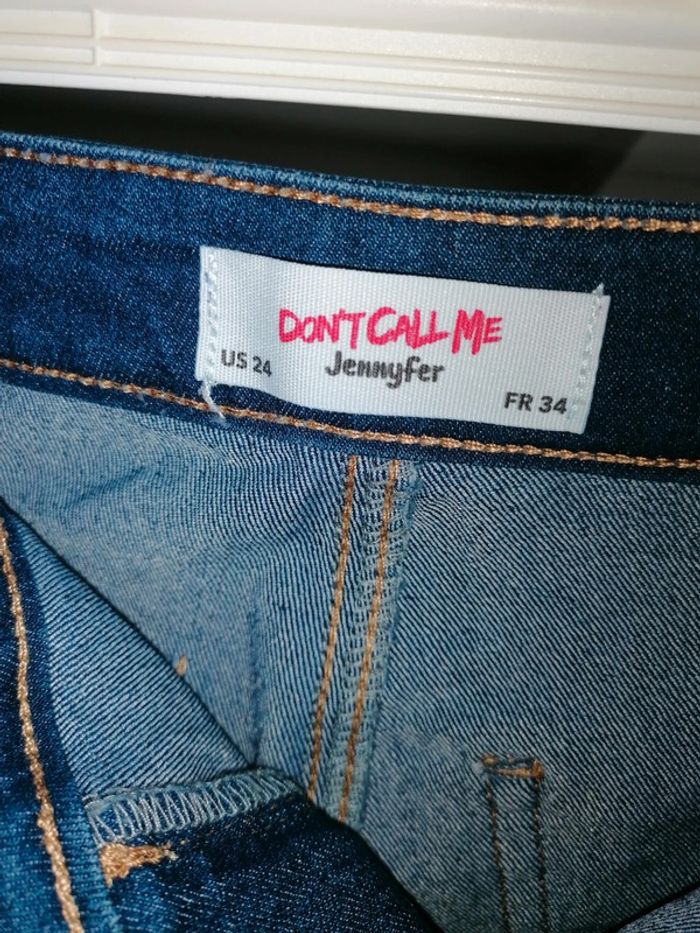 DON'T CALL ME
Jennyfer
US 24
FR 34